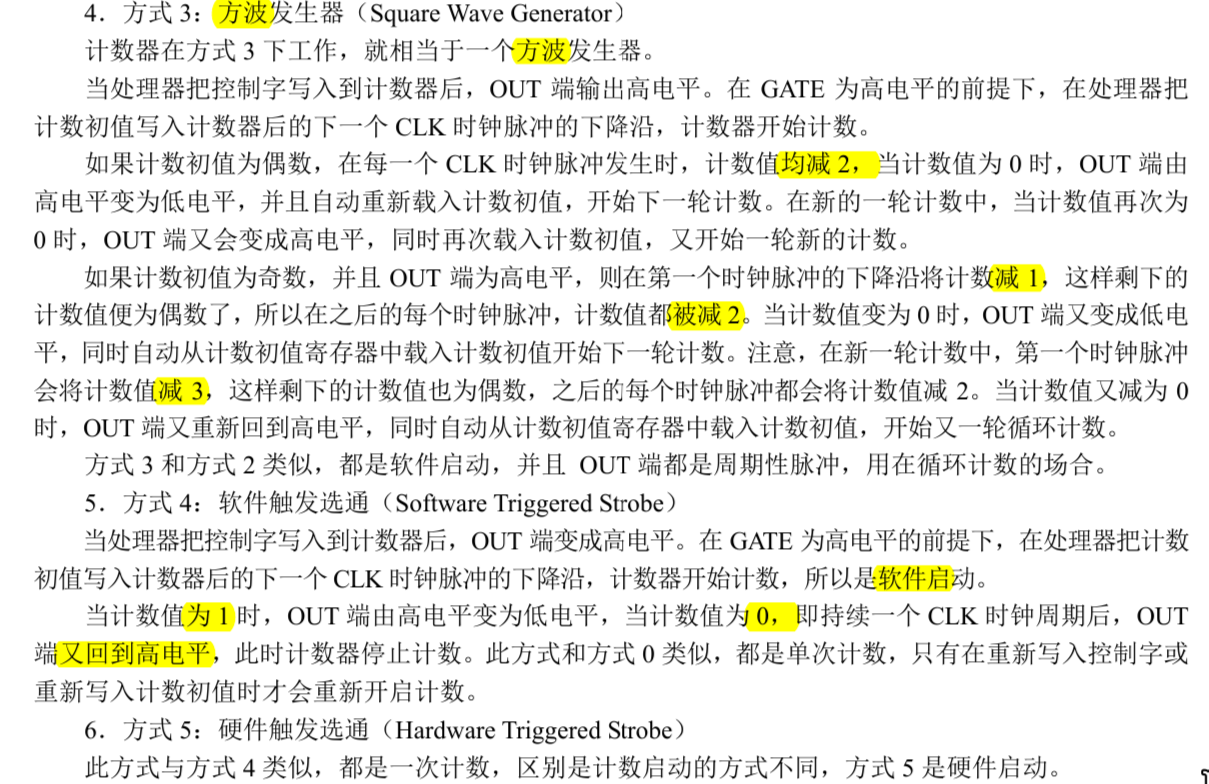 4．方式 3：方波发生器（Square Wave Generator）
计数器在方式 3 下工作，就相当于一个方波发生器。
当处理器把控制字写入到计数器后，OUT 端输出高电平。在 GATE 为高电平的前提下，在处理器把
计数初值写入计数器后的下一个 CLK 时钟脉冲的下降沿，计数器开始计数。
如果计数初值为偶数，在每一个 CLK 时钟脉冲发生时，计数值均减 2，当计数值为 0 时，OUT 端由
高电平变为低电平，并且自动重新载入计数初值，开始下一轮计数。在新的一轮计数中，当计数值再次为
0 时，OUT 端又会变成高电平，同时再次载入计数初值，又开始一轮新的计数。
如果计数初值为奇数，并且 OUT 端为高电平，则在第一个时钟脉冲的下降沿将计数减 1，这样剩下的
计数值便为偶数了，所以在之后的每个时钟脉冲，计数值都被减 2。当计数值变为 0 时，OUT 端又变成低电
平，同时自动从计数初值寄存器中载入计数初值开始下一轮计数。注意，在新一轮计数中，第一个时钟脉冲
会将计数值减 3，这样剩下的计数值也为偶数，之后的每个时钟脉冲都会将计数值减 2。当计数值又减为 0
时，OUT 端又重新回到高电平，同时自动从计数初值寄存器中载入计数初值，开始又一轮循环计数。
方式 3 和方式 2 类似，都是软件启动，并且 OUT 端都是周期性脉冲，用在循环计数的场合。
5．方式 4：软件触发选通（Software Triggered Strobe）
当处理器把控制字写入到计数器后，OUT 端变成高电平。在 GATE 为高电平的前提下，在处理器把计数
初值写入计数器后的下一个 CLK 时钟脉冲的下降沿，计数器开始计数，所以是软件启动。
当计数值为 1 时，OUT 端由高电平变为低电平，当计数值为 0，即持续一个 CLK 时钟周期后，OUT
端又回到高电平，此时计数器停止计数。此方式和方式 0 类似，都是单次计数，只有在重新写入控制字或
重新写入计数初值时才会重新开启计数。
6．方式 5：硬件触发选通（Hardware Triggered Strobe）
此方式与方式 4 类似，都是一次计数，区别是计数启动的方式不同，方式 5 是硬件启动。